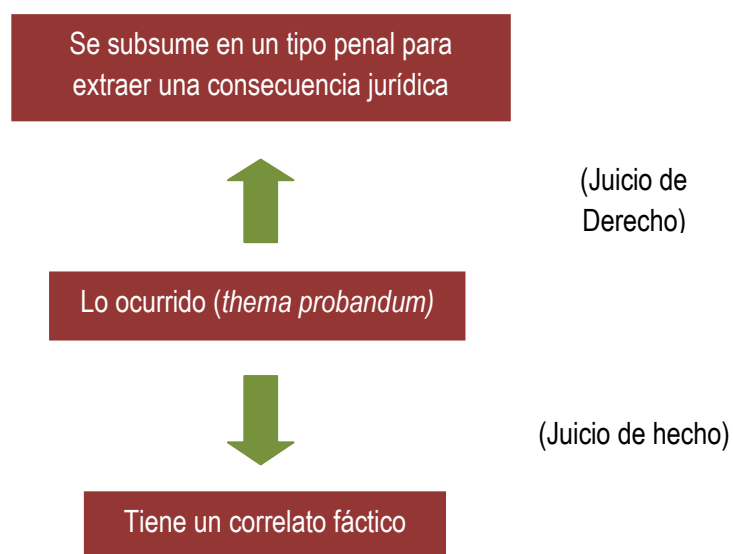 Se subsume en un tipo penal para
extraer una consecuencia jurídica
(Juicio de
Derecho)
Lo ocurrido (thema probandum)
(Juicio de hecho)
Tiene un correlato fáctico